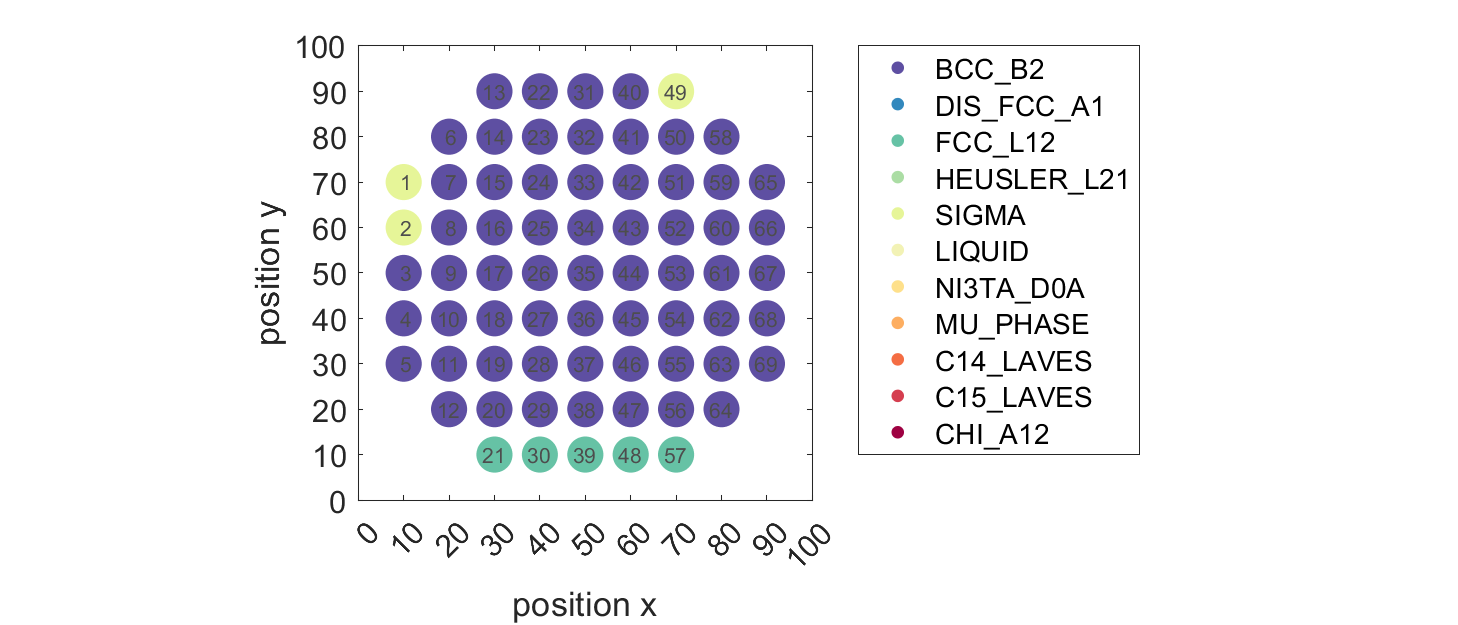 100
90
80
70
60
50
40
30
20
10
0
position y
13 22 31 40 49
6 14 23 32 41 50 58
1 7 15 24 33 42 51 59 65
2 8 16 25 34 43 52 60 66
3 9 17 26 35 44 53 61 67
4 10 18 27 36 45 54 62 68
5 11 19 28 37 46 55 63 69
12 20 29 38 47 56 64
21 30 39 48 57
0 10 20 30 40 50 60 70 80 90 100
position x
BCC_B2
DIS_FCC_A1
FCC_L12
HEUSLER_L21
SIGMA
LIQUID
NI3TA_D0A
MU_PHASE
C14_LAVES
C15_LAVES
CHI_A12